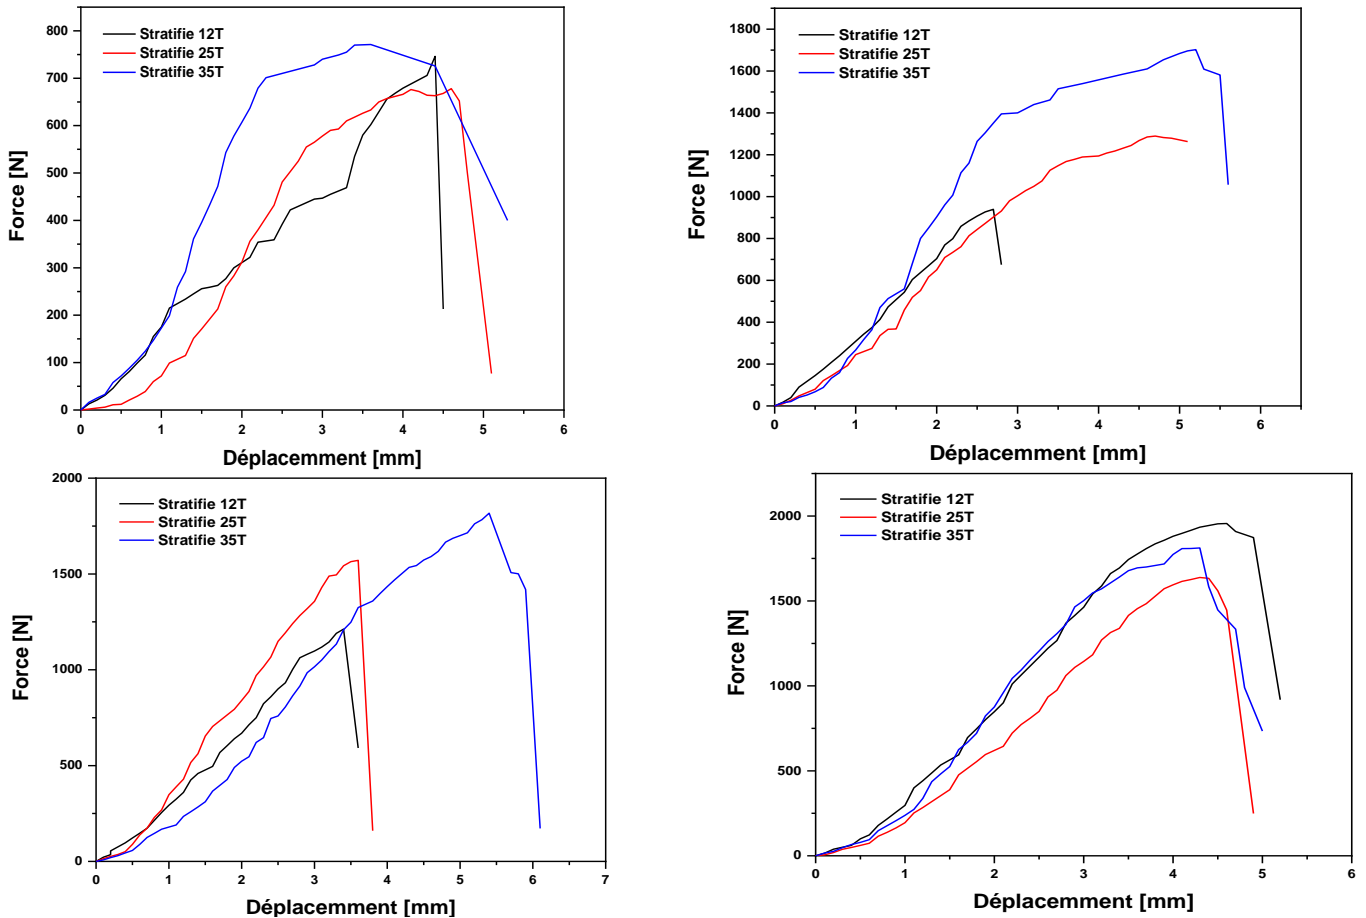 Stratifie 12T
Stratifie 25T
Stratifie 35T
800
700
600
500
400
300
200
100
0
0 1 2 3 4 5 6
Force [N]
Déplacemment [mm]
Stratifie 12T
Stratifie 25T
Stratifie 35T
1800
1600
1400
1200
1000
800
600
400
200
0
0 1 2 3 4 5 6
Force [N]
Déplacemment [mm]
Stratifie 12T
Stratifie 25T
Stratifie 35T
2000
1500
1000
500
0
0 1 2 3 4 5 6 7
Force [N]
Déplacemment [mm]
Stratifie 12T
Stratifie 25T
Stratifie 35T
2000
1500
1000
500
0
0 1 2 3 4 5 6
Force [N]
Déplacemment [mm]